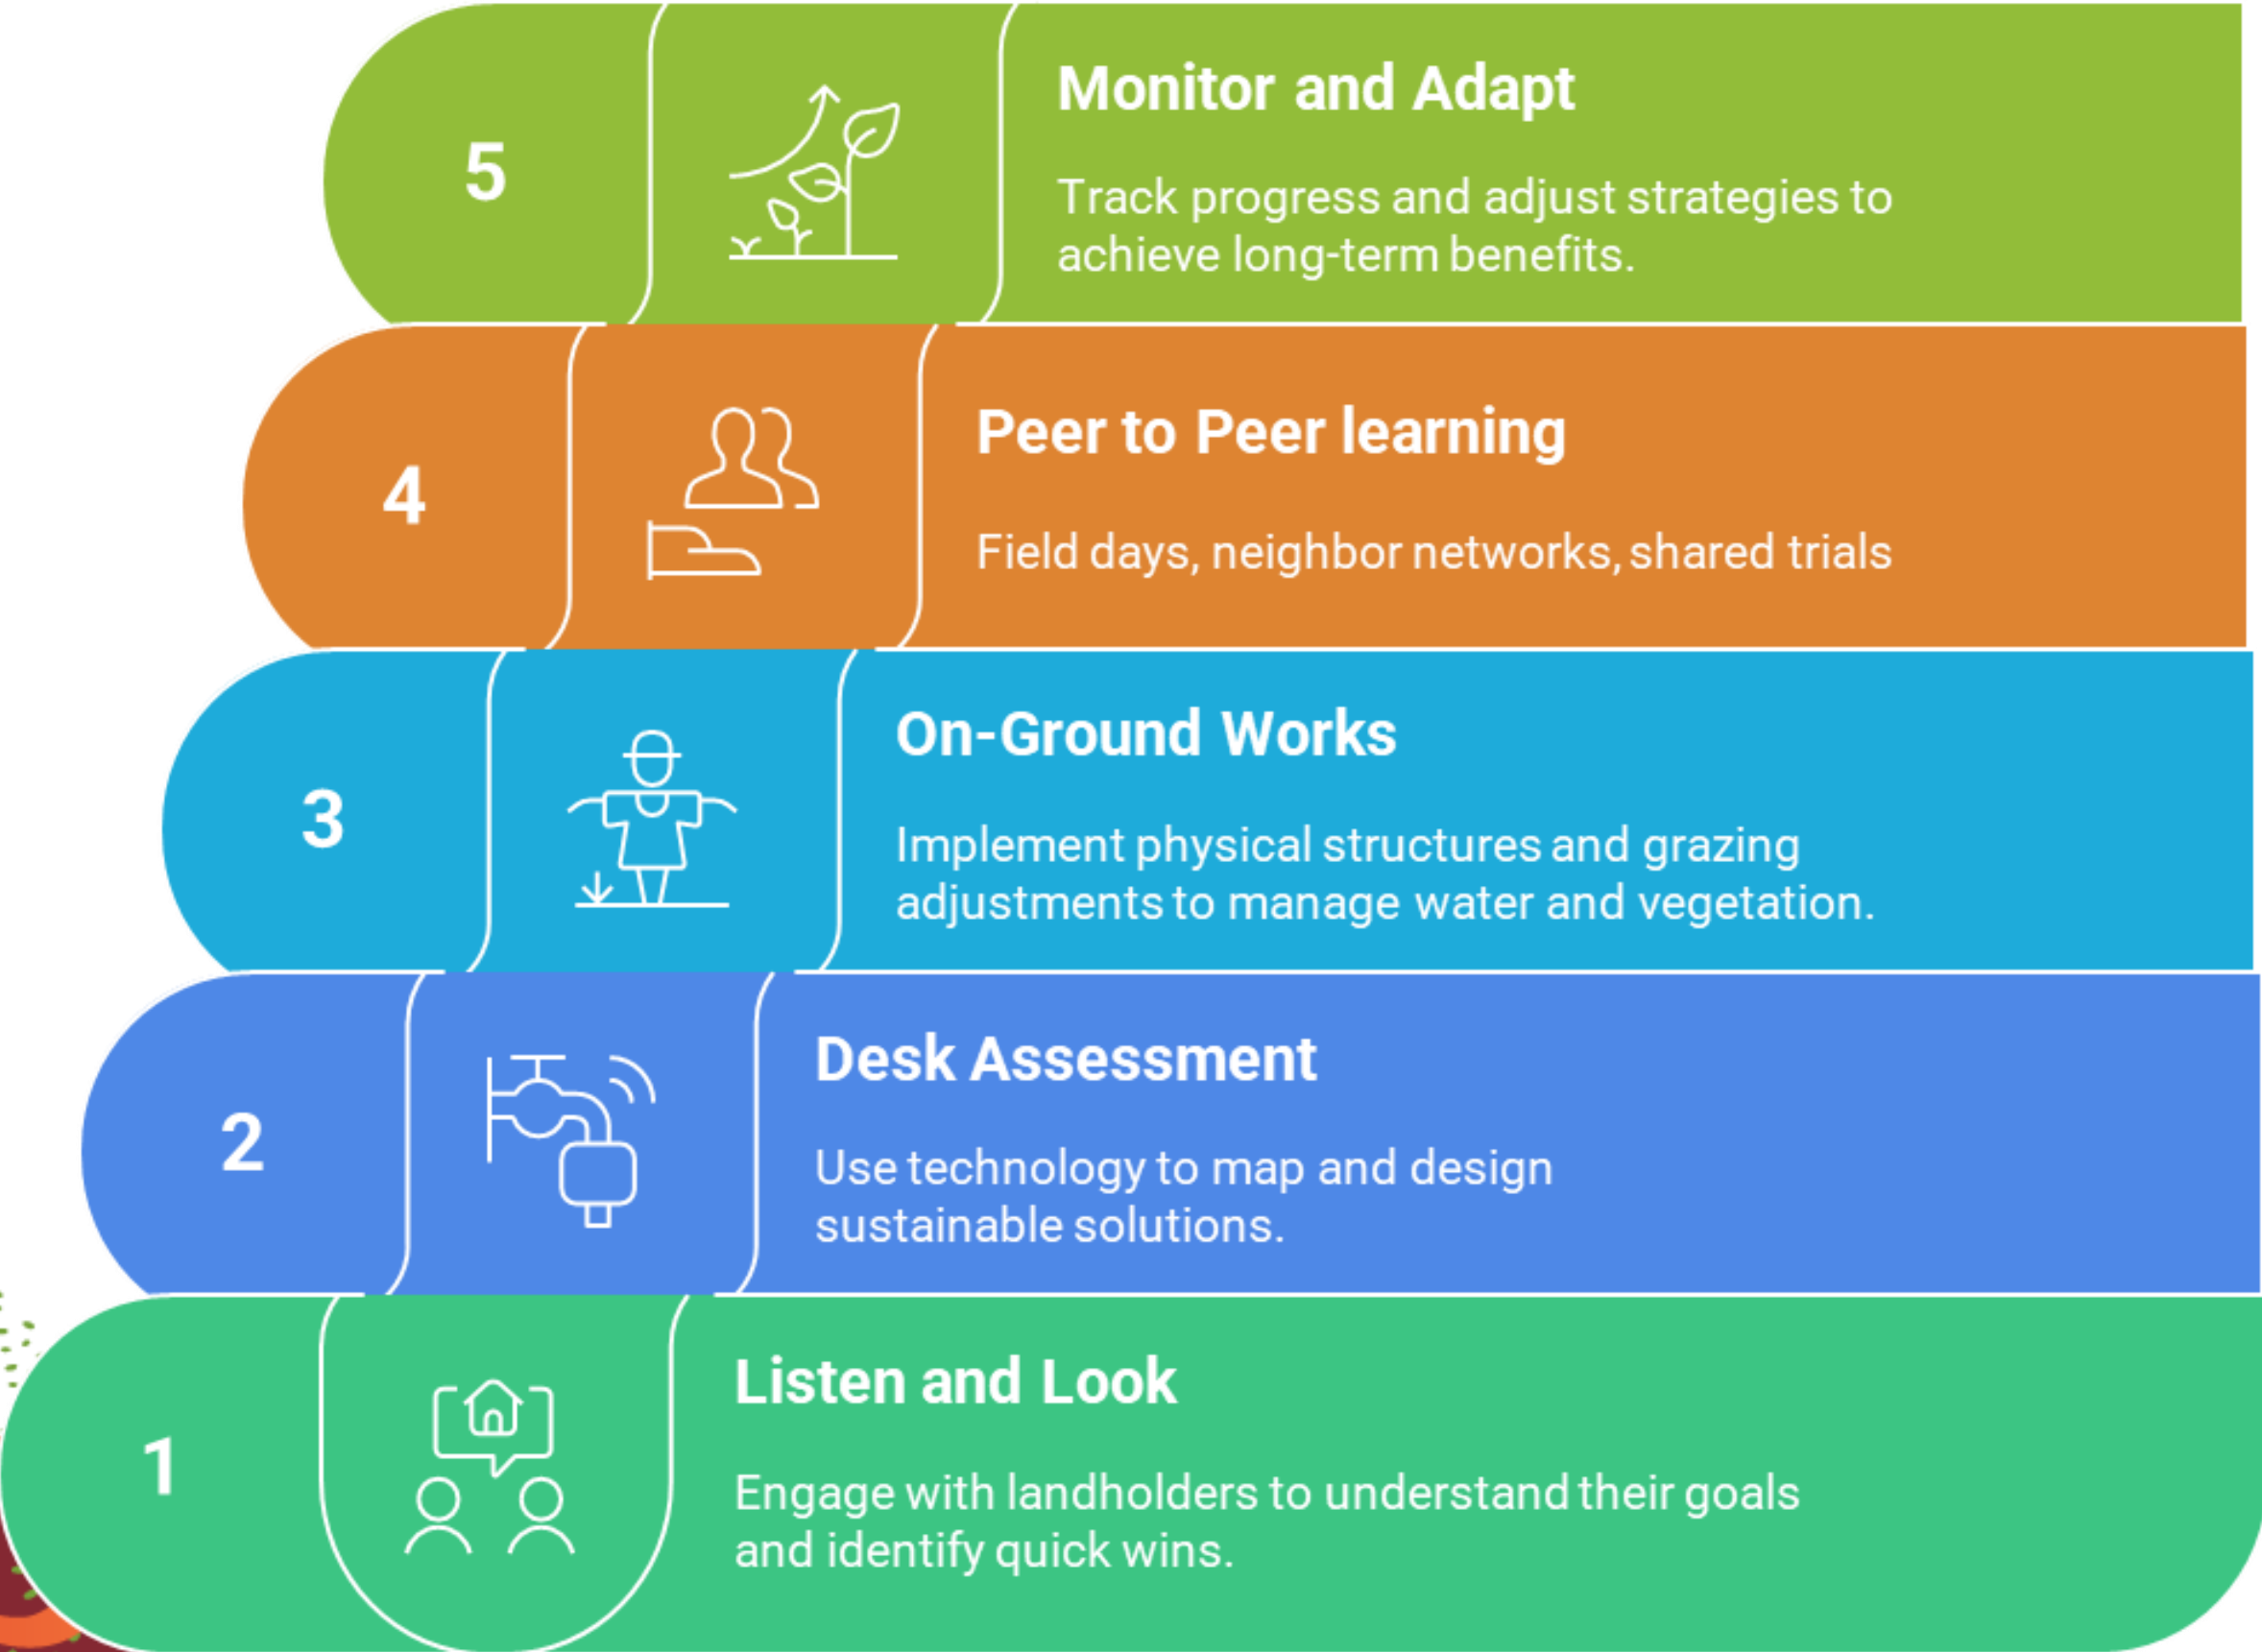 5
Monitor and Adapt
Track progress and adjust strategies to
achieve long-term benefits.
4
Peer to Peer learning
Field days, neighbor networks, shared trials
3
On-Ground Works
Implement physical structures and grazing
adjustments to manage water and vegetation.
2
Desk Assessment
Use technology to map and design
sustainable solutions.
1
Listen and Look
Engage with landholders to understand their goals
and identify quick wins.